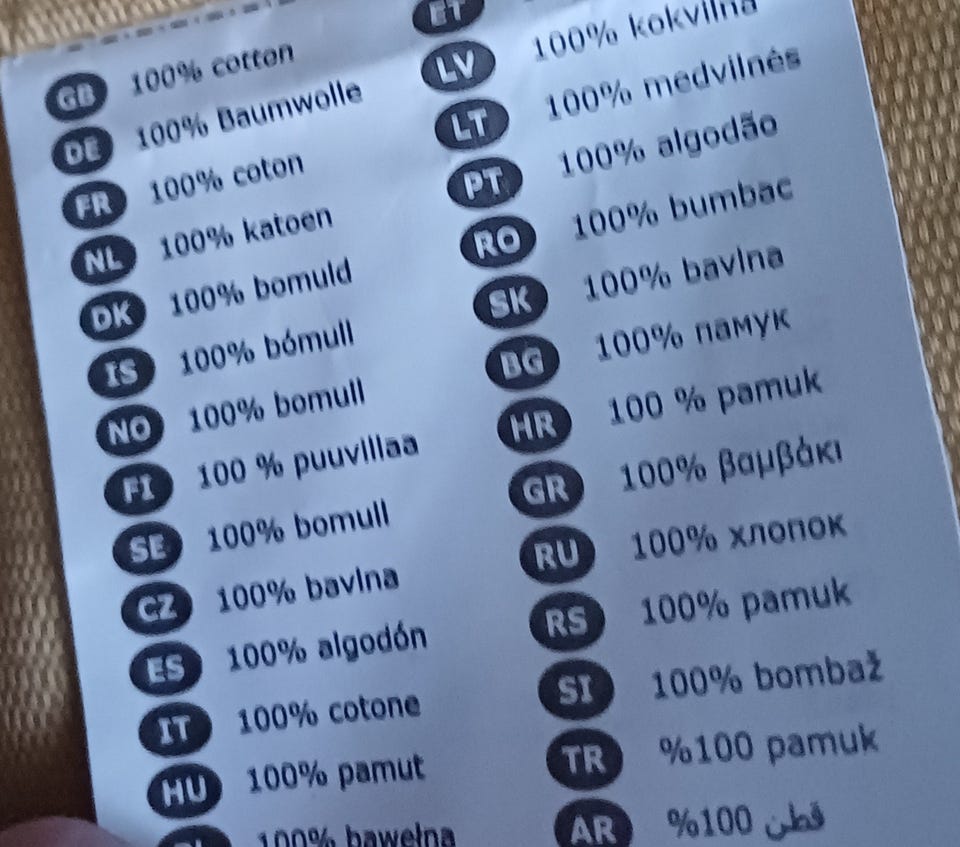 GB 100% cotton
DE 100% Baumwolle
FR 100% coton
NL 100% katoen
DK 100% bomuld
IS 100% bómull
NO 100% bomull
FI 100 % puuvillaa
SE 100% bomull
CZ 100% bavlna
ES 100% algodón
IT 100% cotone
HU 100% pamut
100% bawełna
ET
LV 100% kokvilna
LT 100% medvilnės
PT 100% algodão
RO 100% bumbac
SK 100% bavlna
BG 100% памук
HR 100 % pamuk
GR 100% βαμβάκι
RU 100% хлопок
RS 100% pamuk
SI 100% bombaž
TR %100 pamuk
AR %100 قطن